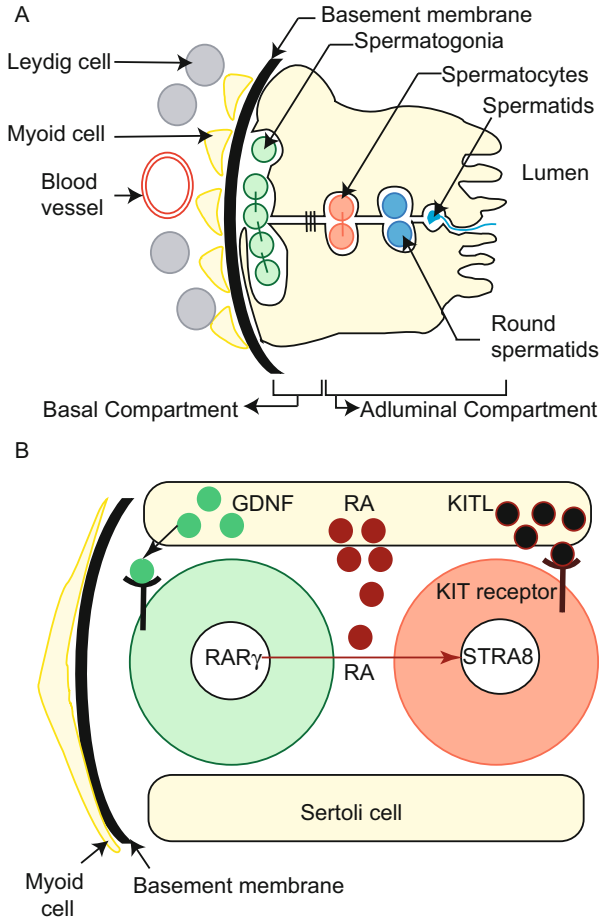 A
Basement membrane
Spermatogonia
Leydig cell
Spermatocytes
Spermatids
Myoid cell
Lumen
Blood
vessel
Round
spermatids
Basal Compartment
Adluminal Compartment
B
GDNF
RA
KITL
KIT receptor
RARγ
STRA8
RA
Sertoli cell
Myoid
cell
Basement membrane